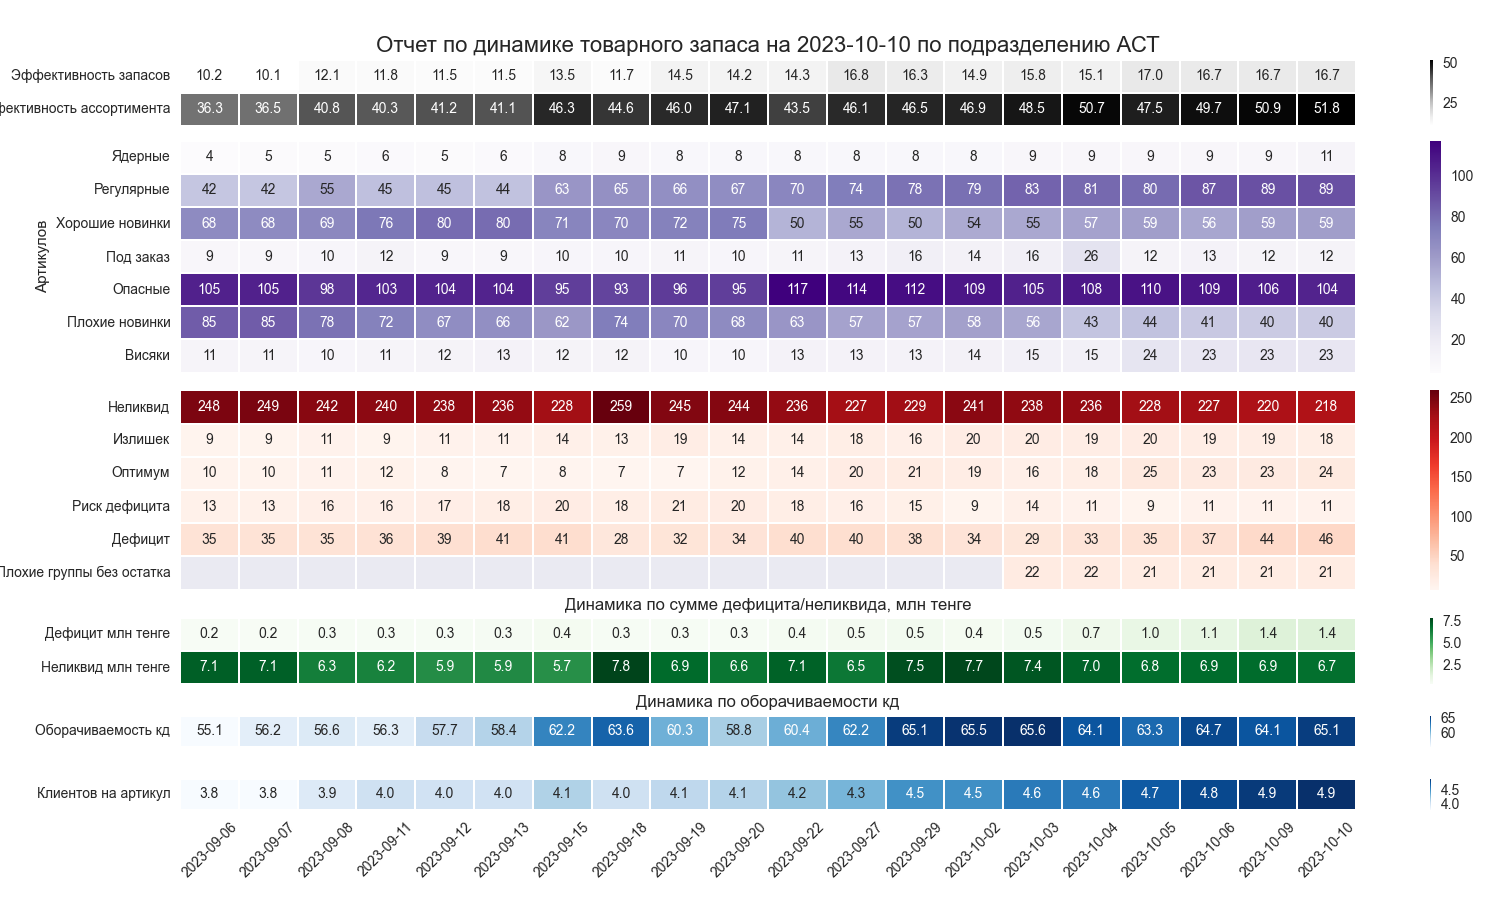 Отчет по динамике товарного запаса на 2023-10-10 по подразделению АСТ
Эффективность запасов 10.2 10.1 12.1 11.8 11.5 11.5 13.5 11.7 14.5 14.2 14.3 16.8 16.3 14.9 15.8 15.1 17.0 16.7 16.7 16.7
фективность ассортимента 36.3 36.5 40.8 40.3 41.2 41.1 46.3 44.6 46.0 47.1 43.5 46.1 46.5 46.9 48.5 50.7 47.5 49.7 50.9 51.8
50
25
Артикулов
Ядерные 4 5 5 6 5 6 8 9 8 8 8 8 8 8 9 9 9 9 9 11
Регулярные 42 42 55 45 45 44 63 65 66 67 70 74 78 79 83 81 80 87 89 89
Хорошие новинки 68 68 69 76 80 80 71 70 72 75 50 55 50 54 55 57 59 56 59 59
Под заказ 9 9 10 12 9 9 10 10 11 10 11 13 16 14 16 26 12 13 12 12
Опасные 105 105 98 103 104 104 95 93 96 95 117 114 112 109 105 108 110 109 106 104
Плохие новинки 85 85 78 72 67 66 62 74 70 68 63 57 57 58 56 43 44 41 40 40
Висяки 11 11 10 11 12 13 12 12 10 10 13 13 13 14 15 15 24 23 23 23
100
80
60
40
20
Неликвид 248 249 242 240 238 236 228 259 245 244 236 227 229 241 238 236 228 227 220 218
Излишек 9 9 11 9 11 11 14 13 19 14 14 18 16 20 20 19 20 19 19 18
Оптимум 10 10 11 12 8 7 8 7 7 12 14 20 21 19 16 18 25 23 23 24
Риск дефицита 13 13 16 16 17 18 20 18 21 20 18 16 15 9 14 11 9 11 11 11
Дефицит 35 35 35 36 39 41 41 28 32 34 40 40 38 34 29 33 35 37 44 46
Плохие группы без остатка 22 22 21 21 21 21
250
200
150
100
50
Динамика по сумме дефицита/неликвида, млн тенге
Дефицит млн тенге 0.2 0.2 0.3 0.3 0.3 0.3 0.4 0.3 0.3 0.3 0.4 0.5 0.5 0.4 0.5 0.7 1.0 1.1 1.4 1.4
Неликвид млн тенге 7.1 7.1 6.3 6.2 5.9 5.9 5.7 7.8 6.9 6.6 7.1 6.5 7.5 7.7 7.4 7.0 6.8 6.9 6.9 6.7
7.5
5.0
2.5
Динамика по оборачиваемости кд
Оборачиваемость кд 55.1 56.2 56.6 56.3 57.7 58.4 62.2 63.6 60.3 58.8 60.4 62.2 65.1 65.5 65.6 64.1 63.3 64.7 64.1 65.1
65
60
Клиентов на артикул 3.8 3.8 3.9 4.0 4.0 4.0 4.1 4.0 4.1 4.1 4.2 4.3 4.5 4.5 4.6 4.6 4.7 4.8 4.9 4.9
4.5
4.0
2023-09-06 2023-09-07 2023-09-08 2023-09-11 2023-09-12 2023-09-13 2023-09-15 2023-09-18 2023-09-19 2023-09-20 2023-09-22 2023-09-27 2023-09-29 2023-10-02 2023-10-03 2023-10-04 2023-10-05 2023-10-06 2023-10-09 2023-10-10